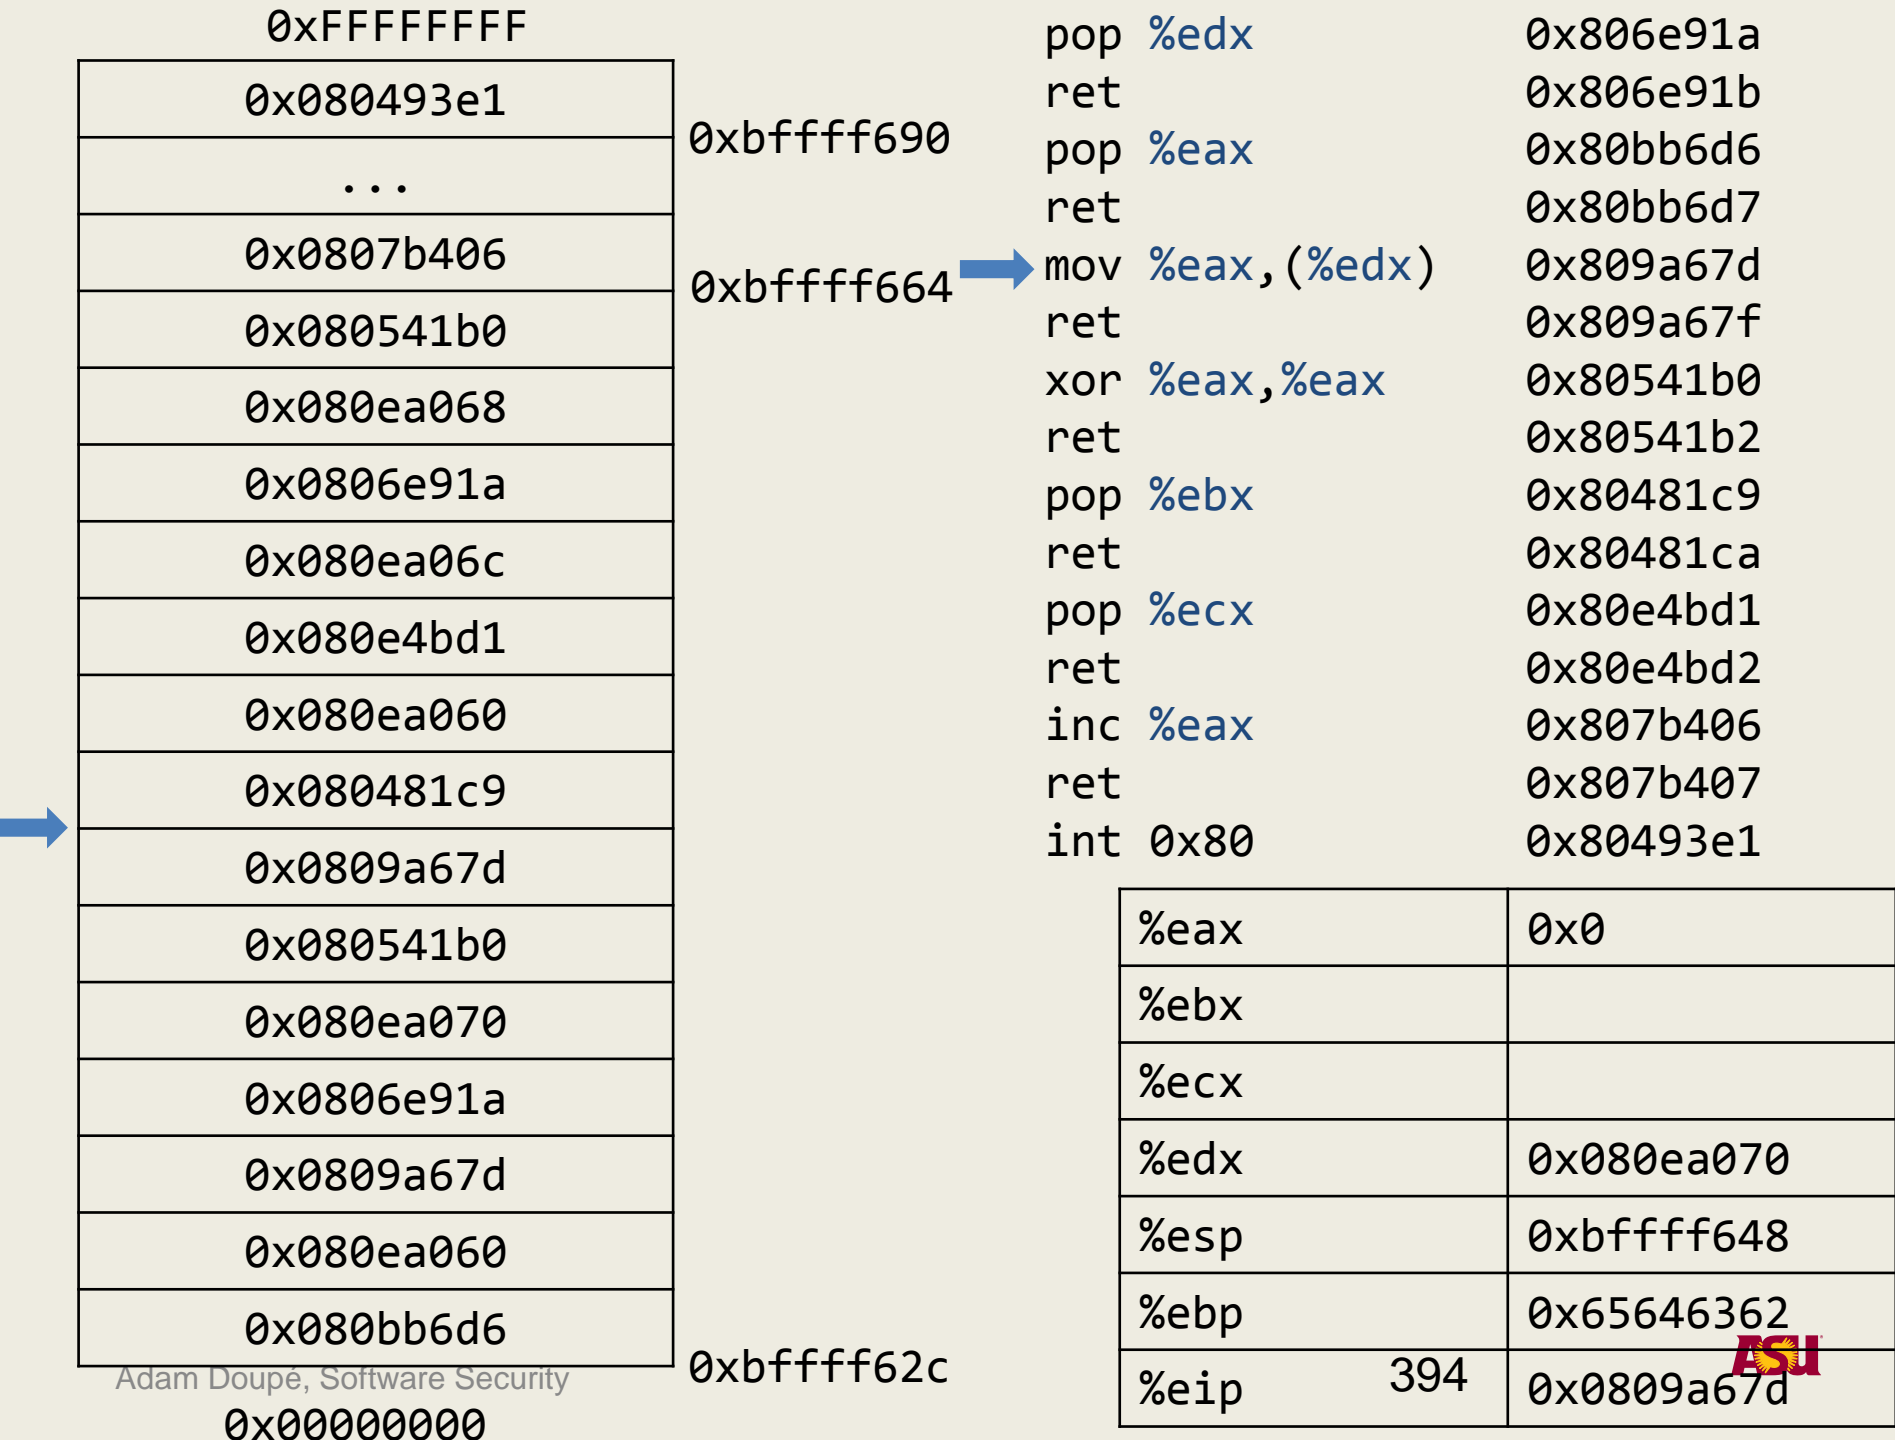 0xFFFFFFFF
0x080493e1
0xbffff690
...
0x0807b406
0xbffff664
0x080541b0
0x080ea068
0x0806e91a
0x080ea06c
0x080e4bd1
0x080ea060
0x080481c9
0x0809a67d
0x080541b0
0x080ea070
0x0806e91a
0x0809a67d
0x080ea060
0x080bb6d6
0xbffff62c
Adam Doupé, Software Security
0x00000000
pop %edx 0x806e91a
ret 0x806e91b
pop %eax 0x80bb6d6
ret 0x80bb6d7
mov %eax,(%edx) 0x809a67d
ret 0x809a67f
xor %eax,%eax 0x80541b0
ret 0x80541b2
pop %ebx 0x80481c9
ret 0x80481ca
pop %ecx 0x80e4bd1
ret 0x80e4bd2
inc %eax 0x807b406
ret 0x807b407
int 0x80 0x80493e1
%eax 0x0
%ebx
%ecx
%edx 0x080ea070
%esp 0xbffff648
%ebp 0x65646362
%eip 0x0809a67d
394
ASU